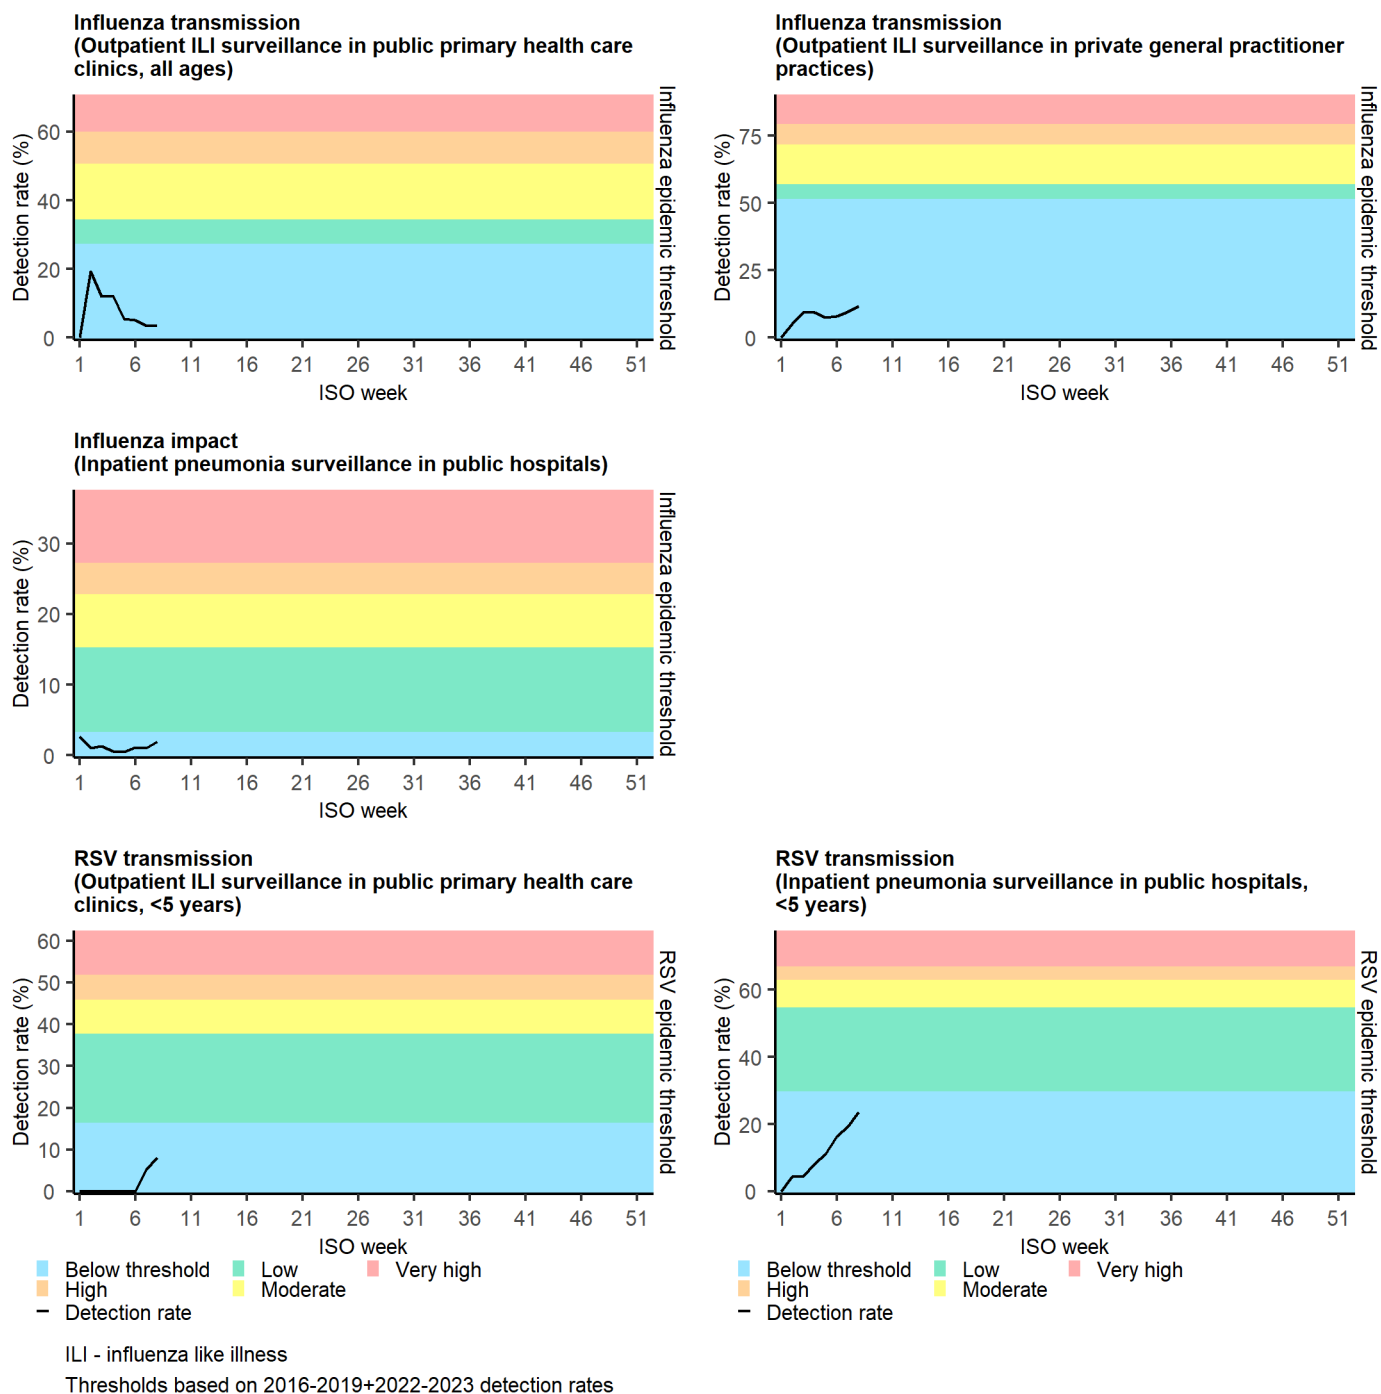 Influenza transmission
(Outpatient ILI surveillance in public primary health care
clinics, all ages)
Detection rate (%)
60
40
20
0
1 6 11 16 21 26 31 36 41 46 51
ISO week
Influenza epidemic threshold
Influenza transmission
(Outpatient ILI surveillance in private general practitioner
practices)
Detection rate (%)
75
50
25
0
1 6 11 16 21 26 31 36 41 46 51
ISO week
Influenza epidemic threshold
Influenza impact
(Inpatient pneumonia surveillance in public hospitals)
Detection rate (%)
30
20
10
0
1 6 11 16 21 26 31 36 41 46 51
ISO week
Influenza epidemic threshold
RSV transmission
(Outpatient ILI surveillance in public primary health care
clinics, <5 years)
Detection rate (%)
60
50
40
30
20
10
0
1 6 11 16 21 26 31 36 41 46 51
ISO week
RSV epidemic threshold
Below threshold Low Very high
High Moderate
Detection rate
RSV transmission
(Inpatient pneumonia surveillance in public hospitals,
<5 years)
Detection rate (%)
60
40
20
0
1 6 11 16 21 26 31 36 41 46 51
ISO week
RSV epidemic threshold
Below threshold Low Very high
High Moderate
Detection rate
ILI - influenza like illness
Thresholds based on 2016-2019+2022-2023 detection rates